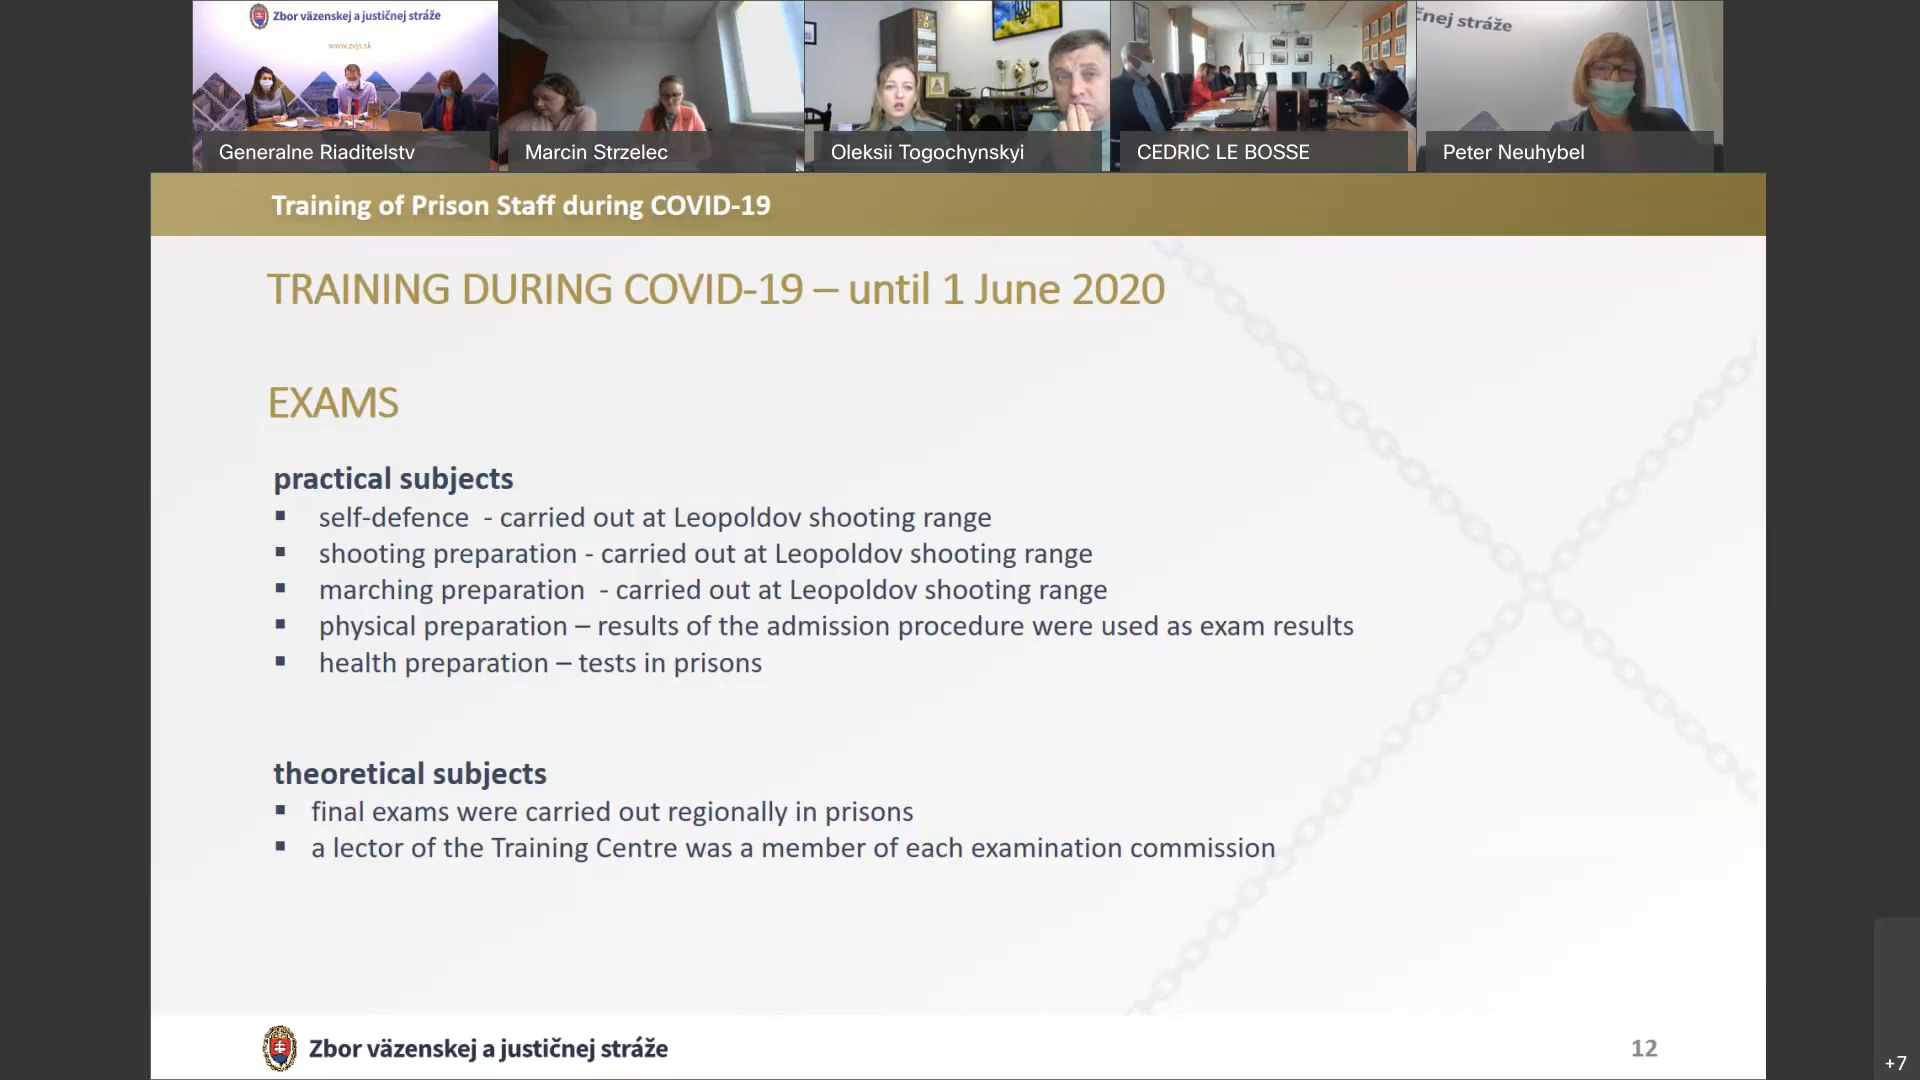 Zbor väzenskej a justičnej stráže
www.zvjs.sk
čnej stráže
Generalne Riaditelstv
Marcin Strzelec
Oleksii Togochynskyi
CEDRIC LE BOSSE
Peter Neuhybel
Training of Prison Staff during COVID-19
TRAINING DURING COVID-19 – until 1 June 2020
EXAMS
practical subjects
▪ self-defence - carried out at Leopoldov shooting range
▪ shooting preparation - carried out at Leopoldov shooting range
▪ marching preparation - carried out at Leopoldov shooting range
▪ physical preparation – results of the admission procedure were used as exam results
▪ health preparation – tests in prisons
theoretical subjects
▪ final exams were carried out regionally in prisons
▪ a lector of the Training Centre was a member of each examination commission
Zbor väzenskej a justičnej stráže
12
+7